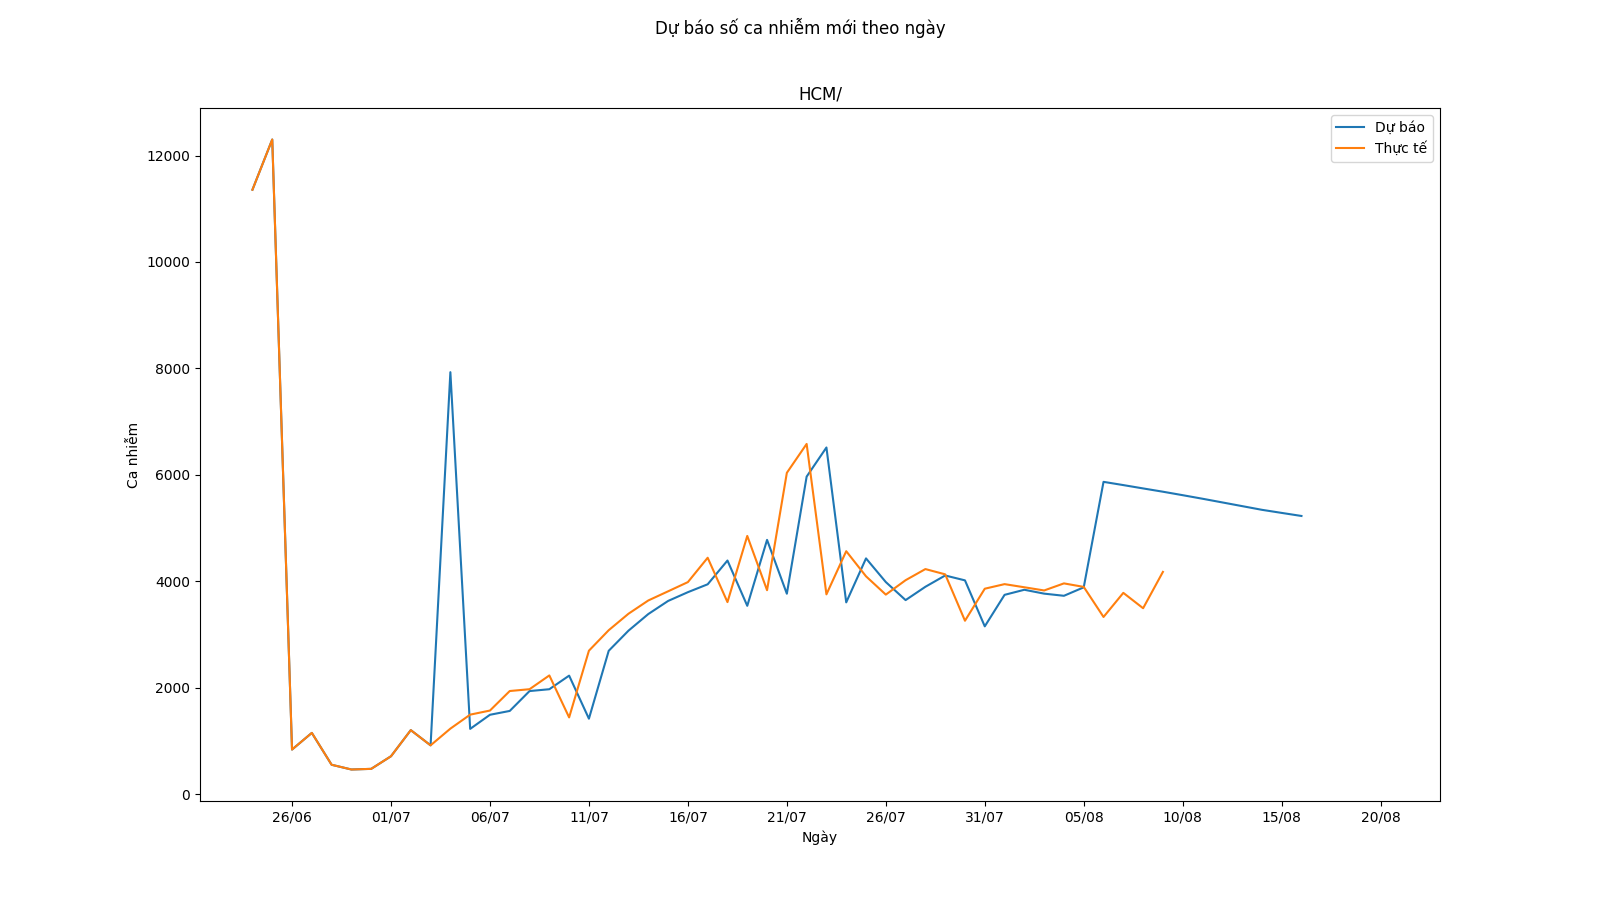 Dự báo số ca nhiễm mới theo ngày
HCM/
Dự báo
Thực tế
12000
10000
8000
6000
4000
2000
0
Ca nhiễm
26/06 01/07 06/07 11/07 16/07 21/07 26/07 31/07 05/08 10/08 15/08 20/08
Ngày